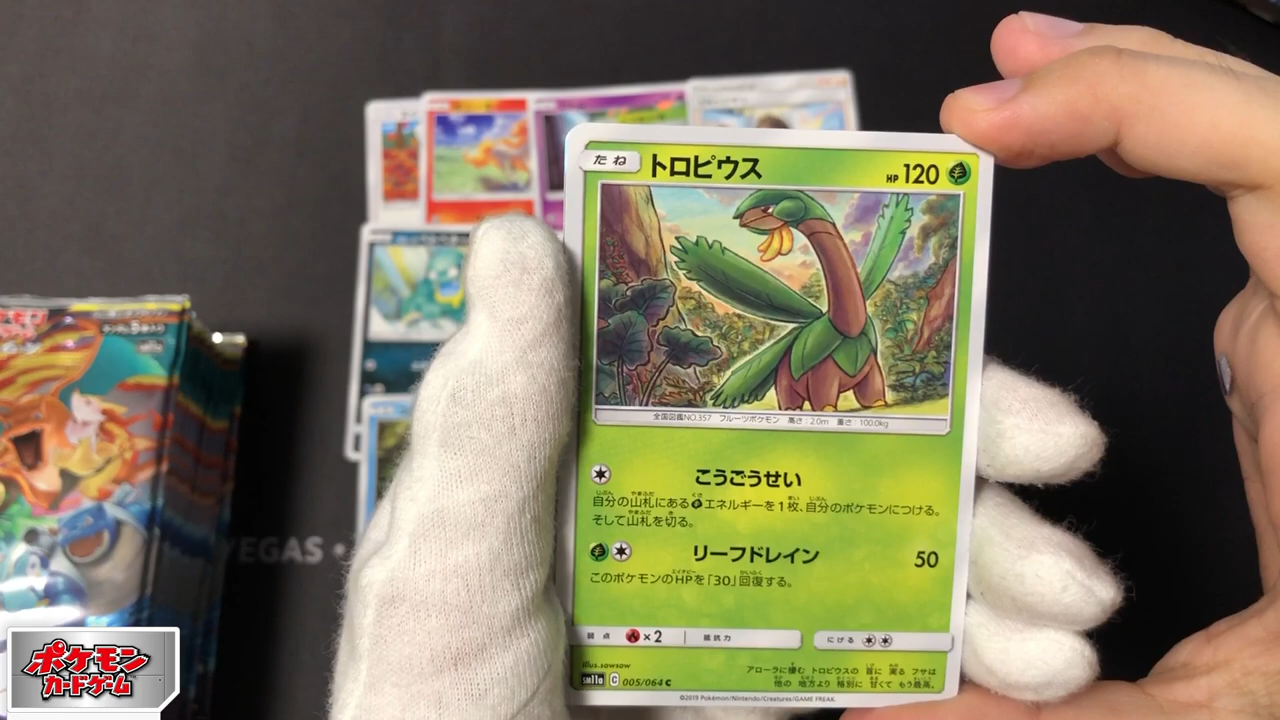 たね
トロピウス
HP 120
全国図鑑NO.357 フルーツポケモン 高さ:2.0m 重さ:100.0kg
こうごうせい
自分の山札にあるエネルギーを1枚、自分のポケモンにつける。
そして山札を切る。
リーフドレイン 50
このポケモンのHPを「30」回復する。
弱点 ×2 抵抗力 にげる
illus.sowsow
sm11a C 005/064 C
アローラに棲む トロピウスの 首に 実る フサは
他の 地方より 格別に 甘くて もう最高。
©2019 Pokémon/Nintendo/Creatures/GAME FREAK.
VEGAS
ポケモン
カードゲーム